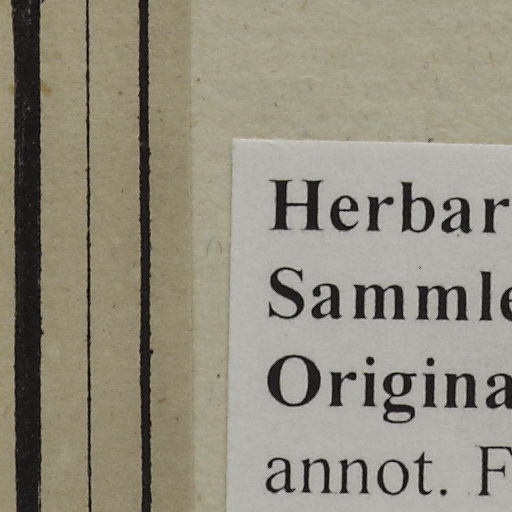 Herbar
Sammle
Origina
annot. F